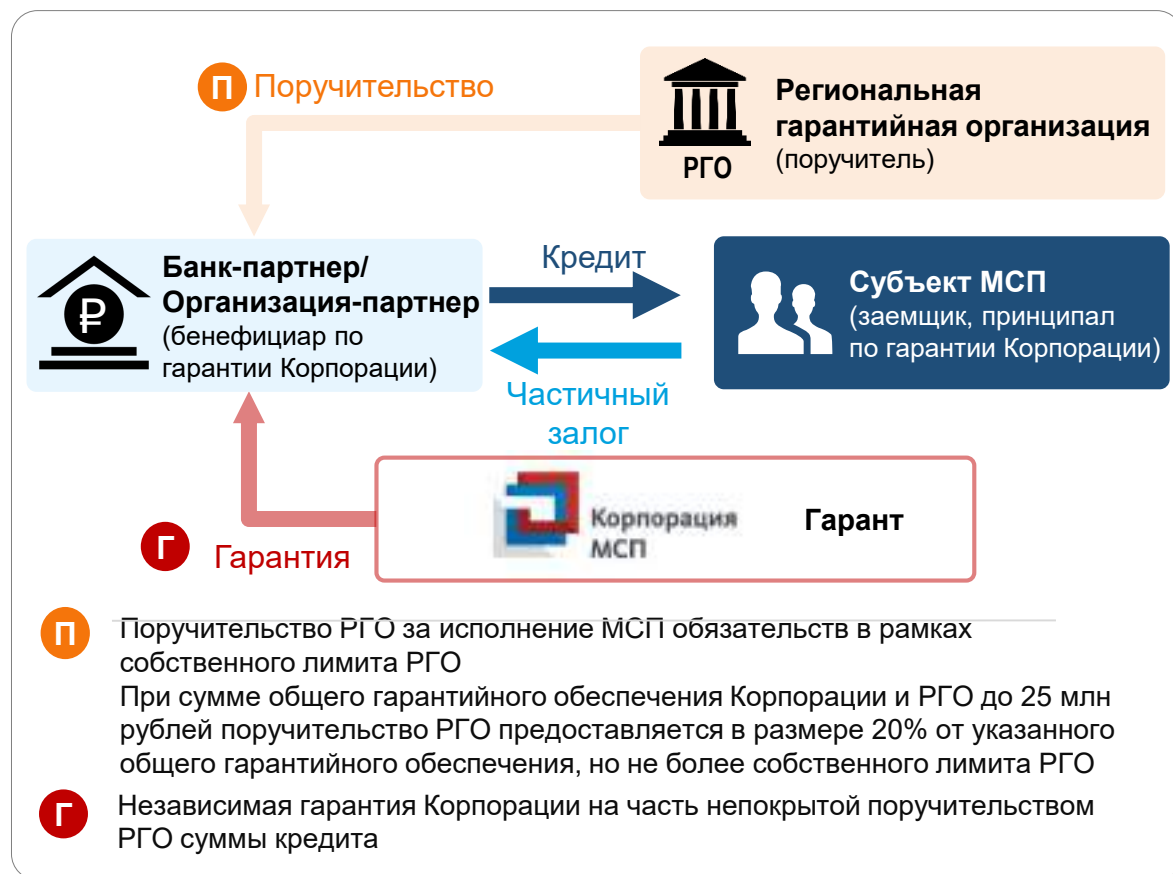 П Поручительство
РГО
Региональная
гарантийная организация
(поручитель)
₽
Банк-партнер/
Организация-партнер
(бенефициар по
гарантии Корпорации)
Кредит
Частичный
залог
Субъект МСП
(заемщик, принципал
по гарантии Корпорации)
Корпорация
МСП
Гарант
Г Гарантия
П
Поручительство РГО за исполнение МСП обязательств в рамках
собственного лимита РГО
При сумме общего гарантийного обеспечения Корпорации и РГО до 25 млн
рублей поручительство РГО предоставляется в размере 20% от указанного
общего гарантийного обеспечения, но не более собственного лимита РГО
Г
Независимая гарантия Корпорации на часть непокрытой поручительством
РГО суммы кредита